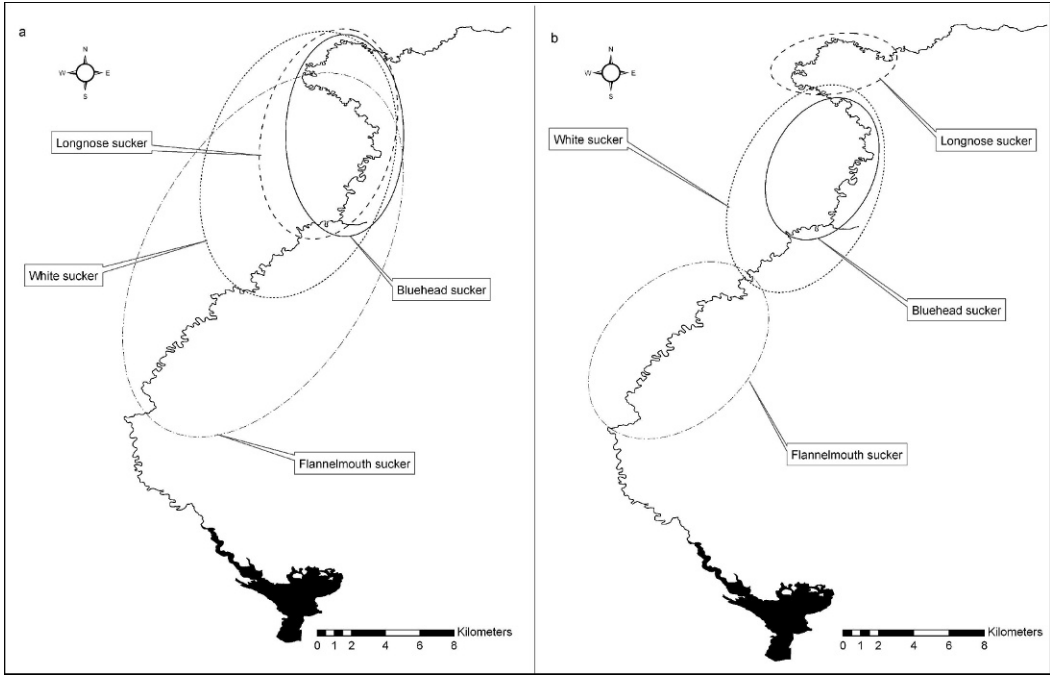 a
N
W E
S
Longnose sucker
White sucker
Bluehead sucker
Flannelmouth sucker
Kilometers
0 1 2 4 6 8
b
N
W E
S
White sucker
Longnose sucker
Bluehead sucker
Flannelmouth sucker
Kilometers
0 1 2 4 6 8